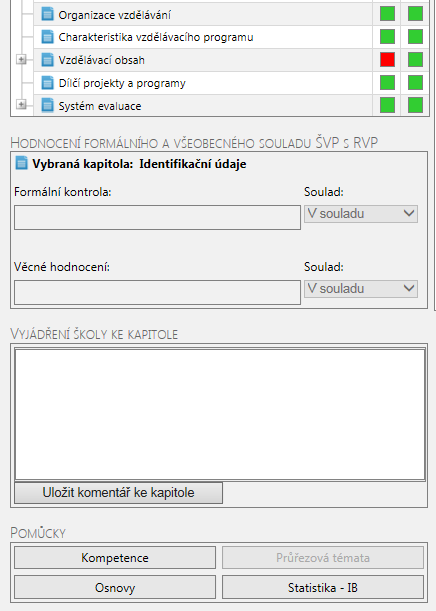 Organizace vzdělávání
Charakteristika vzdělávacího programu
Vzdělávací obsah
Dílčí projekty a programy
Systém evaluace
Hodnocení formálního a všeobecného souladu ŠVP s RVP
Vybraná kapitola: Identifikační údaje
Formální kontrola: Soulad:
V souladu
Věcné hodnocení: Soulad:
V souladu
Vyjádření školy ke kapitole
Uložit komentář ke kapitole
Pomůcky
Kompetence Průřezová témata
Osnovy Statistika - IB